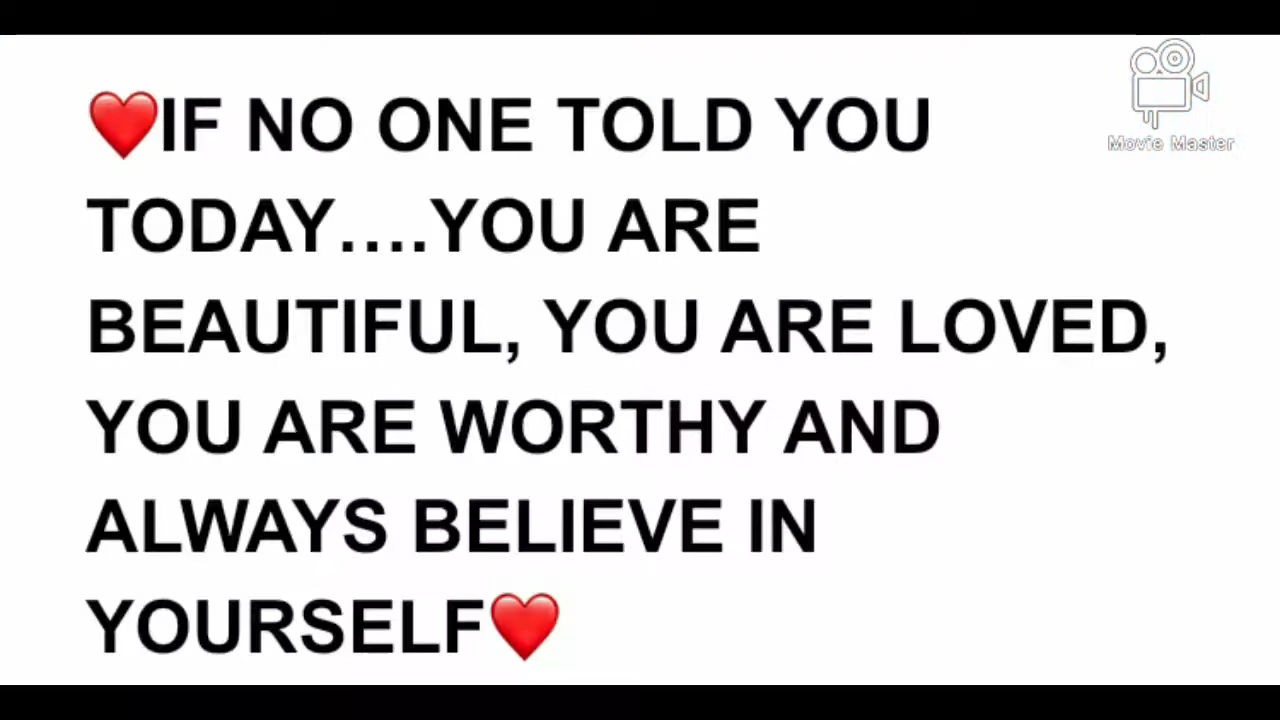 ❤️IF NO ONE TOLD YOU
TODAY….YOU ARE
BEAUTIFUL, YOU ARE LOVED,
YOU ARE WORTHY AND
ALWAYS BELIEVE IN
YOURSELF❤️
Movie Master